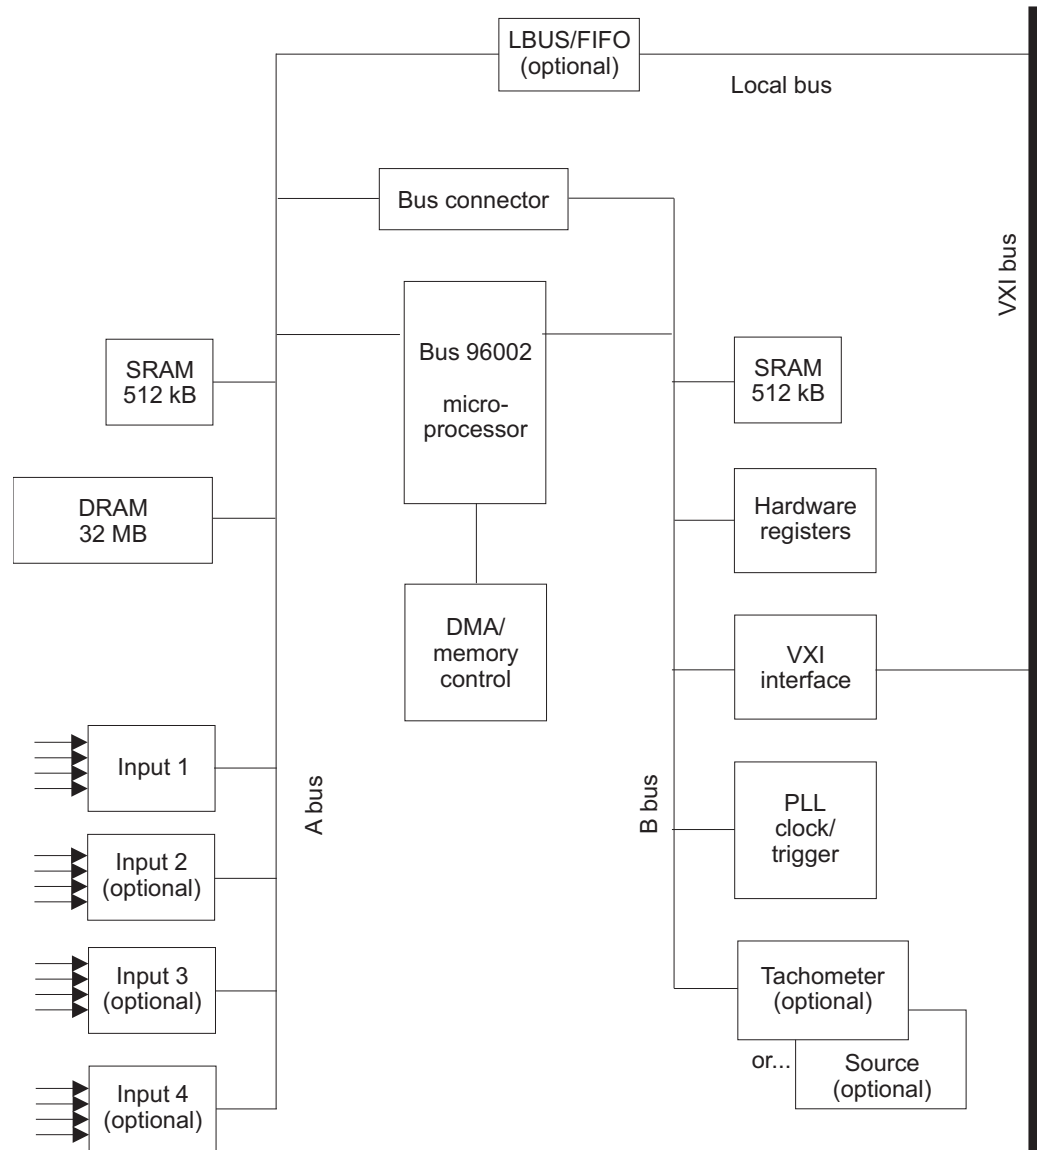 LBUS/FIFO
(optional)
Local bus
Bus connector
VXI bus
Bus 96002
micro-
processor
SRAM
512 kB
SRAM
512 kB
DRAM
32 MB
Hardware
registers
DMA/
memory
control
VXI
interface
Input 1
A bus
B bus
PLL
clock/
trigger
Input 2
(optional)
Input 3
(optional)
Tachometer
(optional)
or...
Source
(optional)
Input 4
(optional)